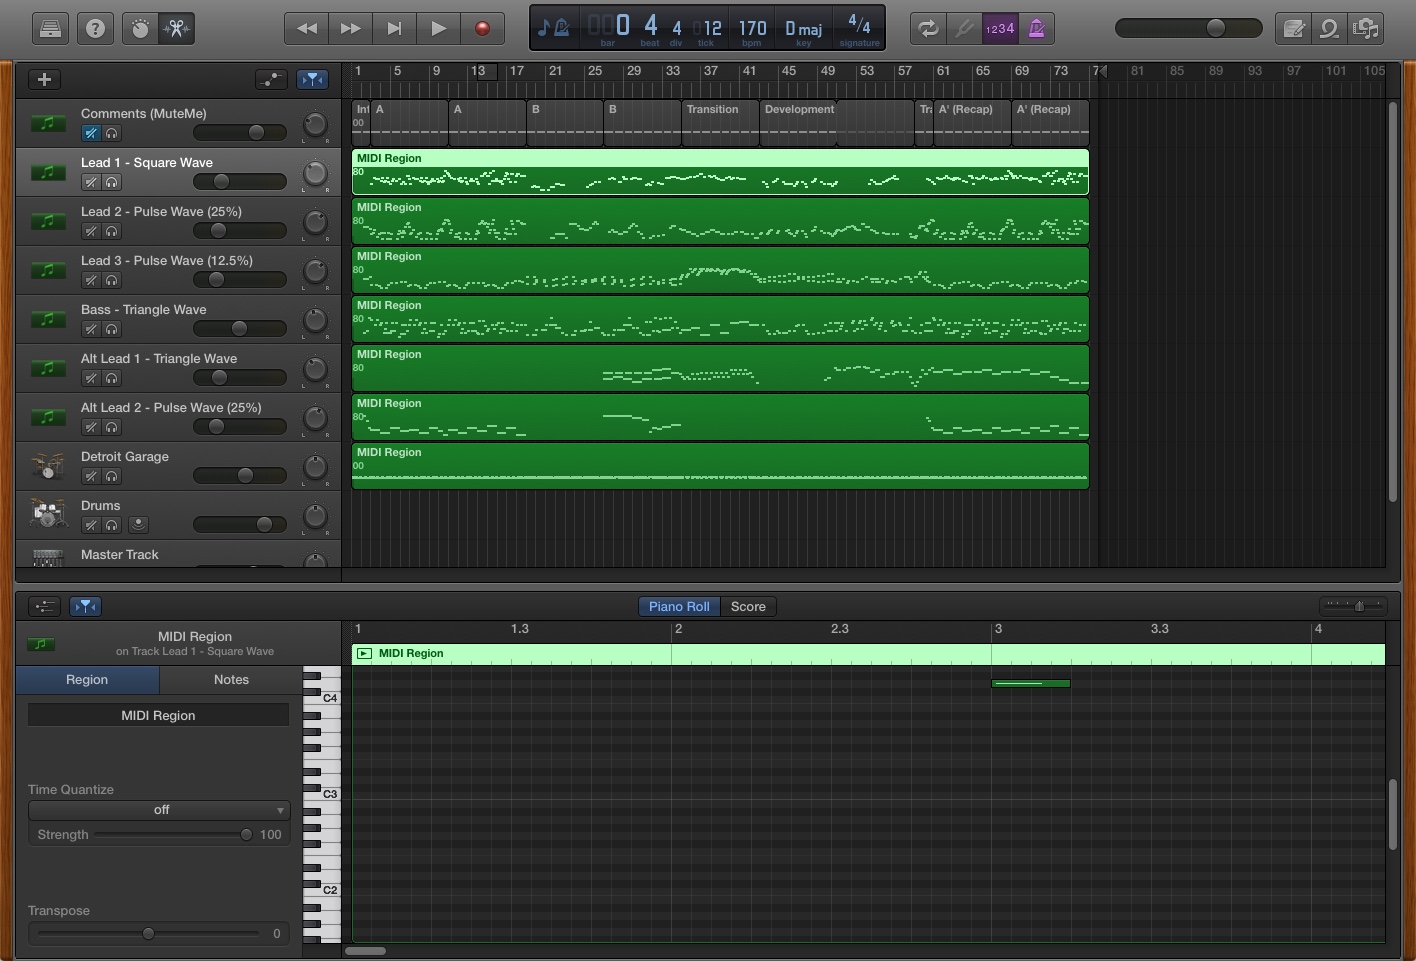 ?
1234
0 4 4 12 170 D maj 4/4
bar beat div tick bpm key signature
1 5 9 13 17 21 25 29 33 37 41 45 49 53 57 61 65 69 73 7 81 85 89 93 97 101 105
Comments (MuteMe)
Int A A B B Transition Development Tra A' (Recap) A' (Recap)
00
L R
Lead 1 - Square Wave
MIDI Region
80
L R
Lead 2 - Pulse Wave (25%)
MIDI Region
80
L R
Lead 3 - Pulse Wave (12.5%)
MIDI Region
80
L R
Bass - Triangle Wave
MIDI Region
80
L R
Alt Lead 1 - Triangle Wave
MIDI Region
80
L R
Alt Lead 2 - Pulse Wave (25%)
MIDI Region
80
L R
Detroit Garage
MIDI Region
00
L R
Drums
L R
Master Track
Piano Roll Score
MIDI Region
on Track Lead 1 - Square Wave
1 1.3 2 2.3 3 3.3 4
MIDI Region
Region Notes
MIDI Region
Time Quantize
off
Strength 100
Transpose
0
C4
C3
C2